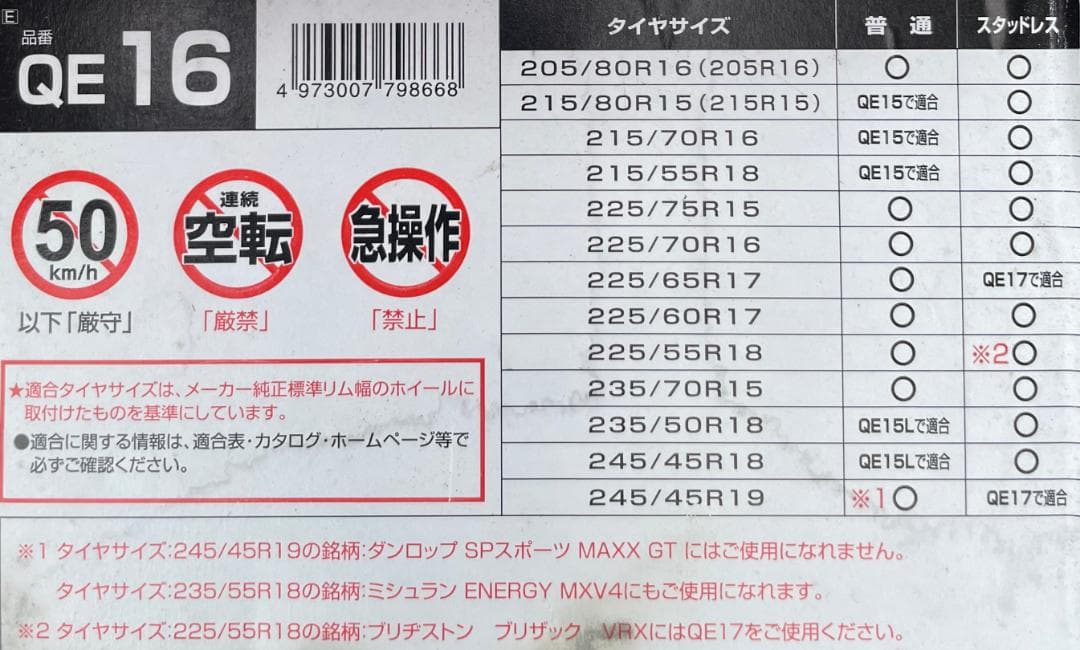 E
品番
QE16
4 973007 798668
50
km/h
以下「厳守」
連続
空転
「厳禁」
急操作
「禁止」
★適合タイヤサイズは、メーカー純正標準リム幅のホイールに
取付けたものを基準にしています。
●適合に関する情報は、適合表・カタログ・ホームページ等で
必ずご確認ください。
タイヤサイズ 普通 スタッドレス
205/80R16(205R16) ○ ○
215/80R15(215R15) QE15で適合 ○
215/70R16 QE15で適合 ○
215/55R18 QE15で適合 ○
225/75R15 ○ ○
225/70R16 ○ ○
225/65R17 ○ QE17で適合
225/60R17 ○ ○
225/55R18 ○ ※2○
235/70R15 ○ ○
235/50R18 QE15Lで適合 ○
245/45R18 QE15Lで適合 ○
245/45R19 ※1○ QE17で適合
※1 タイヤサイズ:245/45R19の銘柄:ダンロップ SPスポーツ MAXX GT にはご使用になれません。
タイヤサイズ:235/55R18の銘柄:ミシュラン ENERGY MXV4にもご使用になれます。
※2 タイヤサイズ:225/55R18の銘柄:ブリヂストン ブリザック VRXにはQE17をご使用ください。